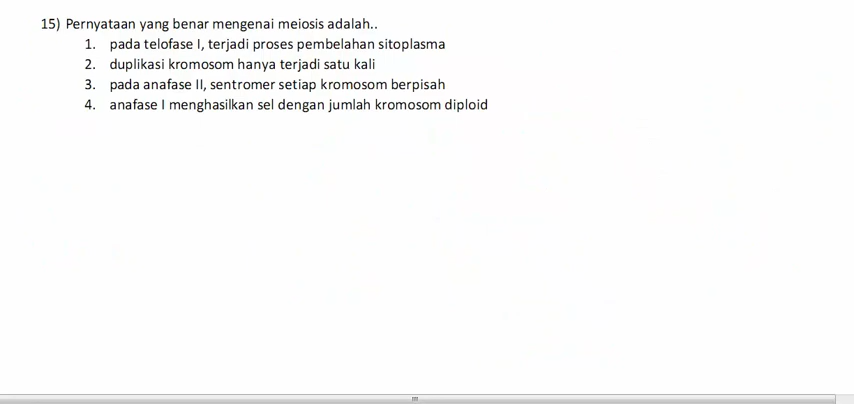 15) Pernyataan yang benar mengenai meiosis adalah..
1. pada telofase I, terjadi proses pembelahan sitoplasma
2. duplikasi kromosom hanya terjadi satu kali
3. pada anafase II, sentromer setiap kromosom berpisah
4. anafase I menghasilkan sel dengan jumlah kromosom diploid